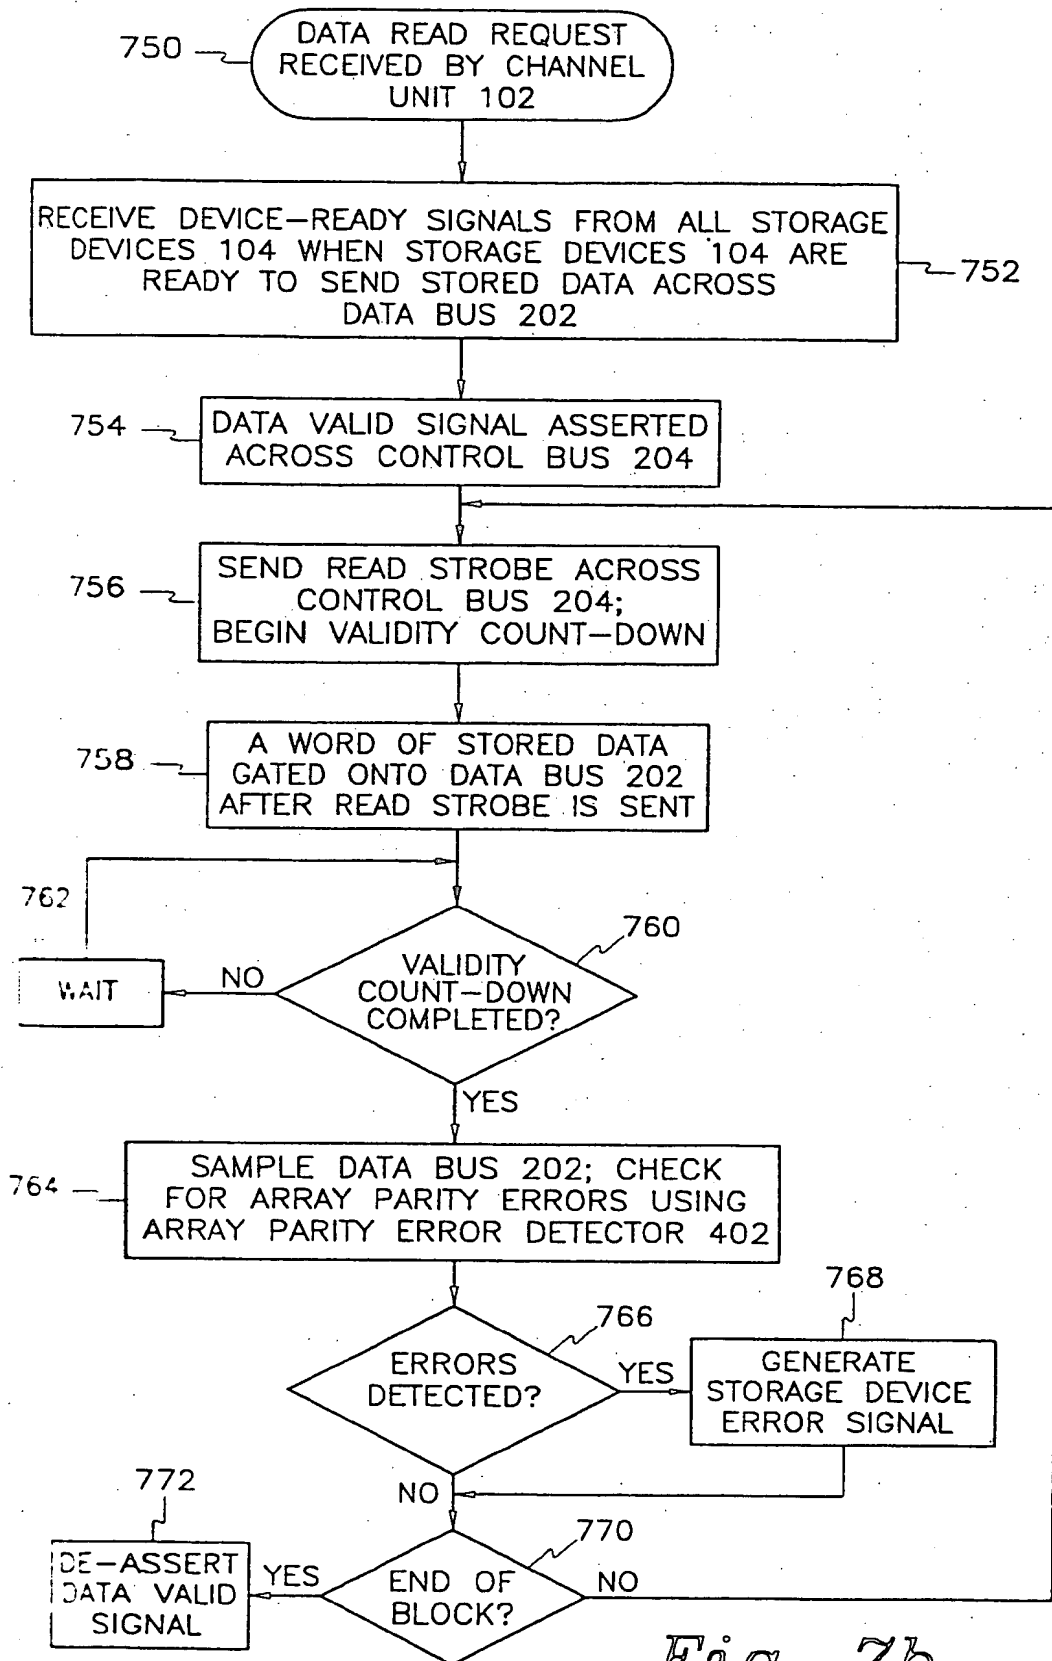 750
DATA READ REQUEST
RECEIVED BY CHANNEL
UNIT 102
RECEIVE DEVICE-READY SIGNALS FROM ALL STORAGE
DEVICES 104 WHEN STORAGE DEVICES 104 ARE
READY TO SEND STORED DATA ACROSS
DATA BUS 202
752
754
DATA VALID SIGNAL ASSERTED
ACROSS CONTROL BUS 204
756
SEND READ STROBE ACROSS
CONTROL BUS 204;
BEGIN VALIDITY COUNT-DOWN
758
A WORD OF STORED DATA
GATED ONTO DATA BUS 202
AFTER READ STROBE IS SENT
762
WAIT
NO
760
VALIDITY
COUNT-DOWN
COMPLETED?
YES
764
SAMPLE DATA BUS 202; CHECK
FOR ARRAY PARITY ERRORS USING
ARRAY PARITY ERROR DETECTOR 402
766
ERRORS
DETECTED?
YES
768
GENERATE
STORAGE DEVICE
ERROR SIGNAL
NO
772
DE-ASSERT
DATA VALID
SIGNAL
YES
770
END OF
BLOCK?
NO
Fig. 7b